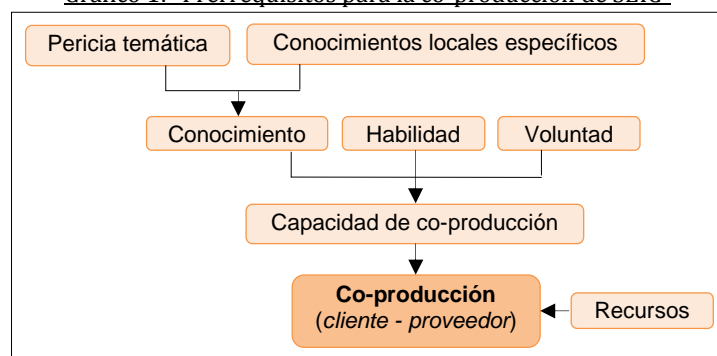 Pericia temática
Conocimientos locales específicos
Conocimiento
Habilidad
Voluntad
Capacidad de co-producción
Co-producción
(cliente - proveedor)
Recursos